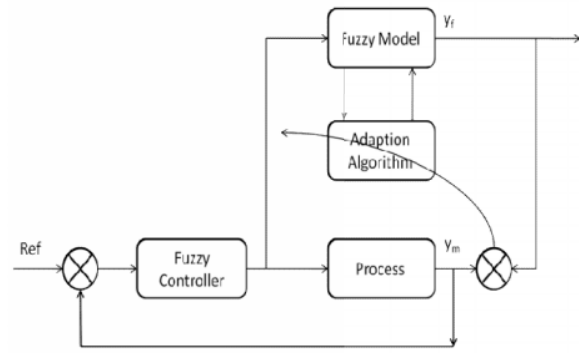 Fuzzy Model
yf
Adaption
Algorithm
Ref
Fuzzy
Controller
Process
ym